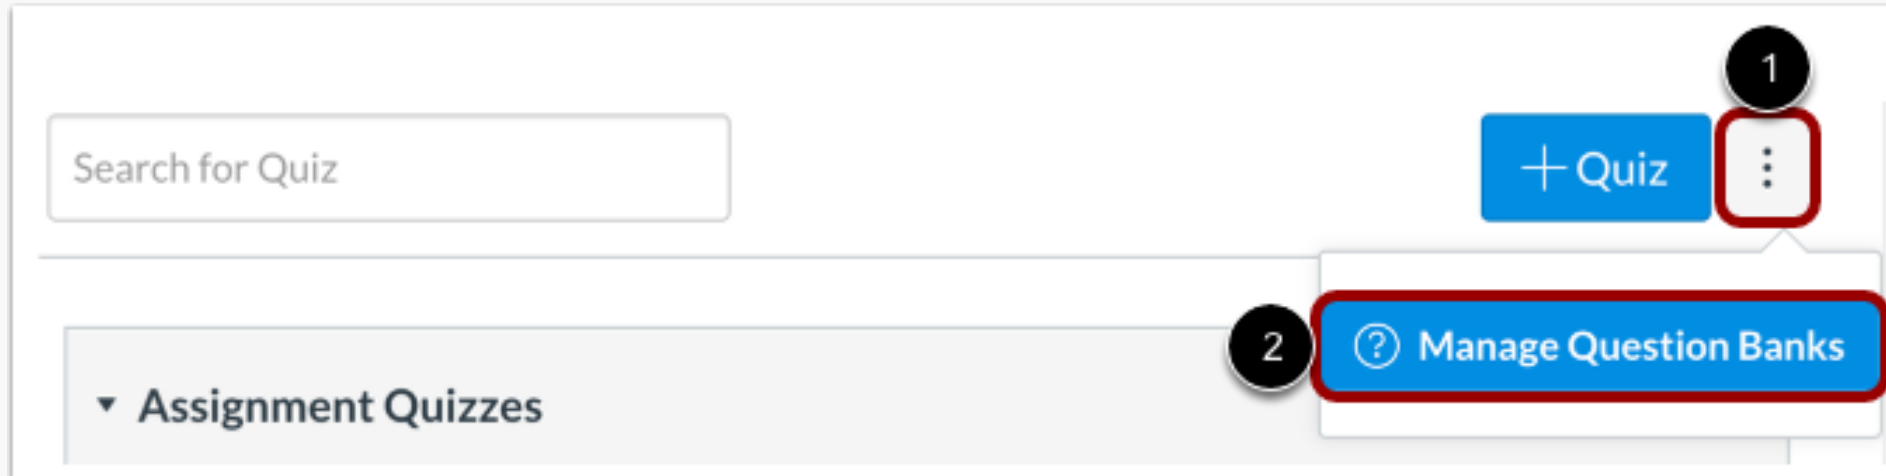 1
Search for Quiz
+ Quiz
2
? Manage Question Banks
Assignment Quizzes